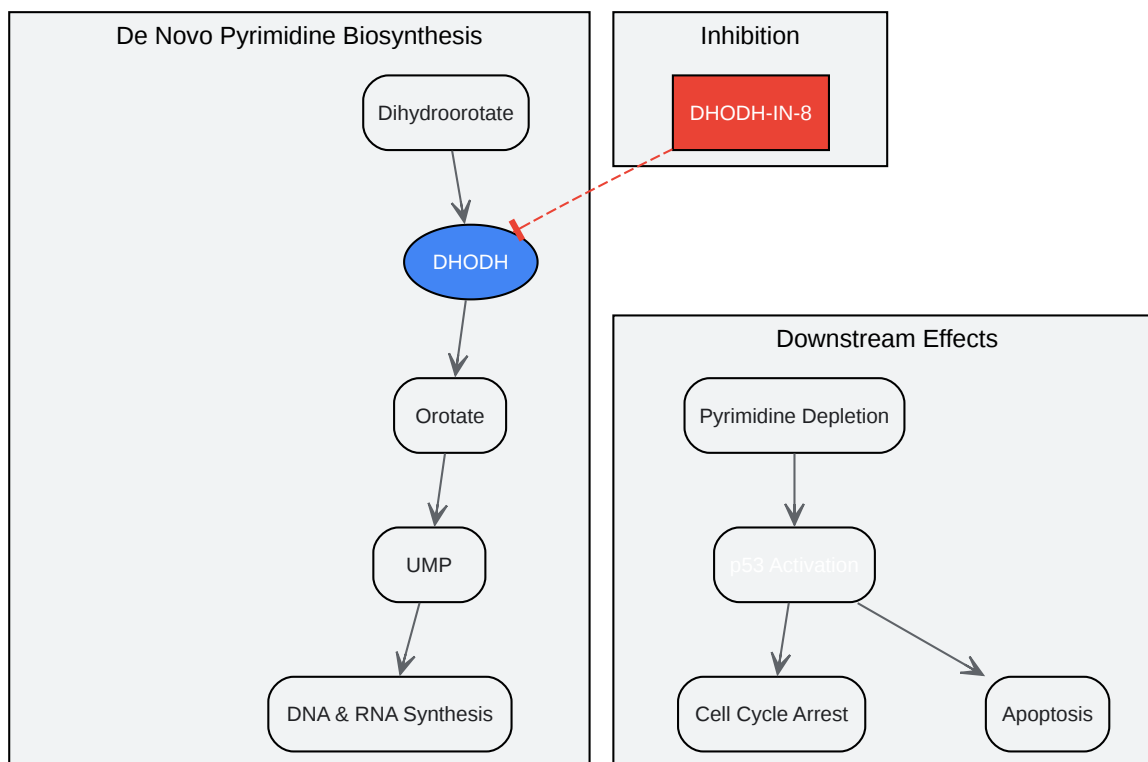 De Novo Pyrimidine Biosynthesis
Dihydroorotate
DHODH
Orotate
UMP
DNA & RNA Synthesis
Inhibition
DHODH-IN-8
Downstream Effects
Pyrimidine Depletion
p53 Activation
Cell Cycle Arrest
Apoptosis